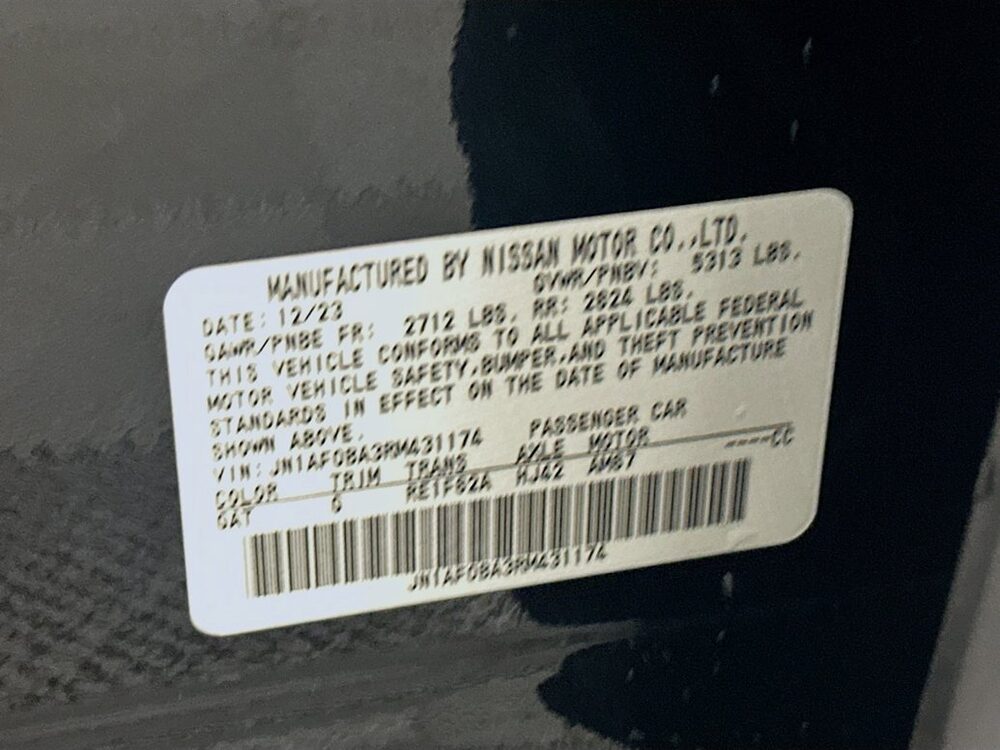 MANUFACTURED BY NISSAN MOTOR CO.,LTD.
DATE: 12/23 GVWR/PNBV: 5313 LBS.
GAWR/PNBE FR: 2712 LBS. RR: 2824 LBS.
THIS VEHICLE CONFORMS TO ALL APPLICABLE FEDERAL
MOTOR VEHICLE SAFETY,BUMPER,AND THEFT PREVENTION
STANDARDS IN EFFECT ON THE DATE OF MANUFACTURE
SHOWN ABOVE.
VIN: JN1AF0BA3RM431174 PASSENGER CAR
COLOR TRIM TRANS AXLE MOTOR ----CC
GAT G RE1F62A HJ42 AM67
JN1AF0BA3RM431174